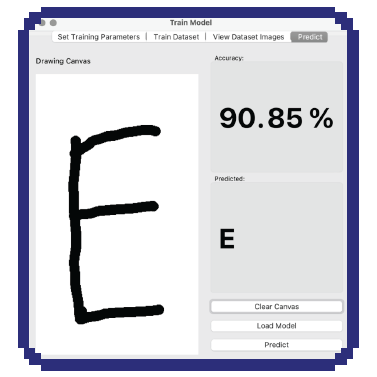 Train Model
Set Training Parameters | Train Dataset | View Dataset Images | Predict
Drawing Canvas
E
Accuracy:
90.85 %
Predicted:
E
Clear Canvas
Load Model
Predict